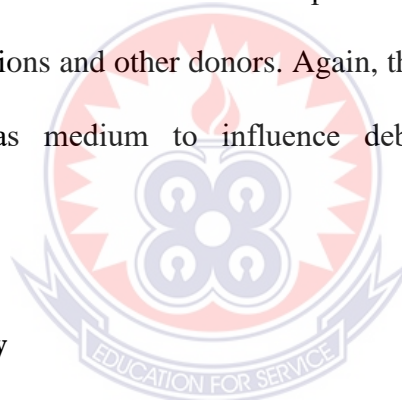 ions and other donors. Again, th
as medium to influence deb
y
EDUCATION FOR SERVICE